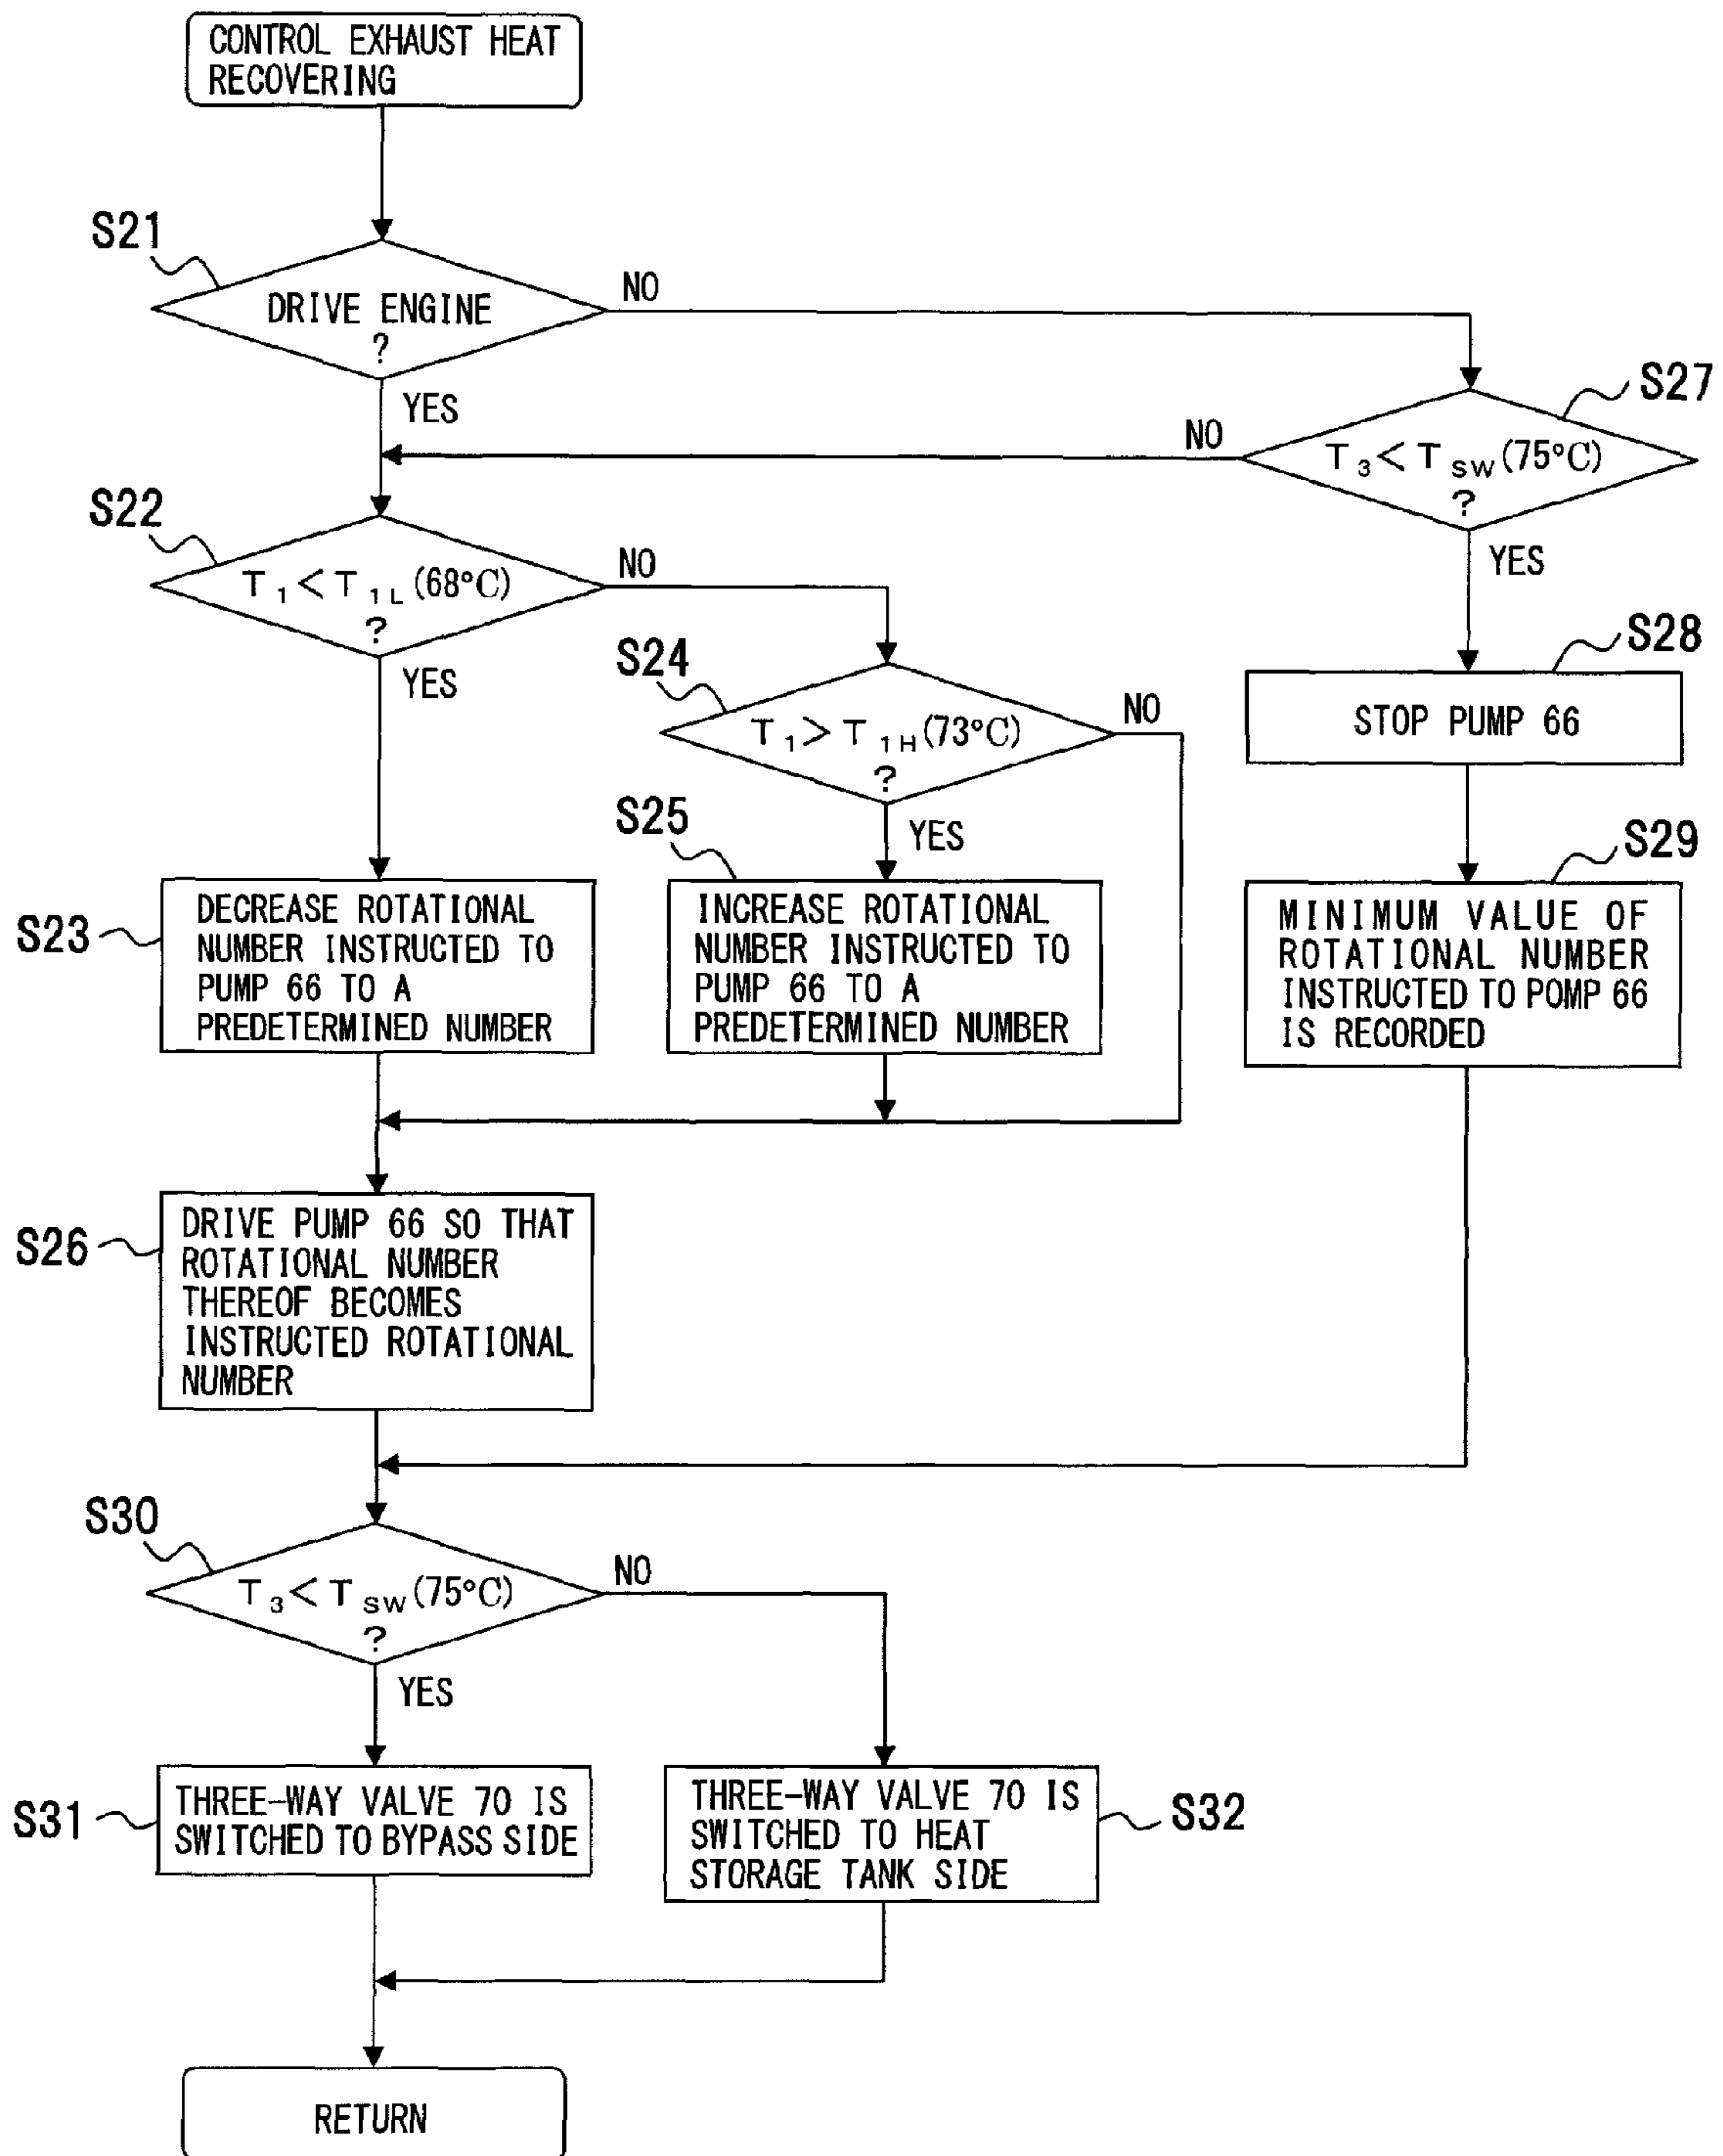 CONTROL EXHAUST HEAT
RECOVERING
S21
DRIVE ENGINE
?
NO
YES
S27
T3<TSW(75°C)
?
NO
YES
S22
T1<T1L(68°C)
?
NO
YES
S24
T1>T1H(73°C)
?
NO
YES
S28
STOP PUMP 66
S23
DECREASE ROTATIONAL
NUMBER INSTRUCTED TO
PUMP 66 TO A
PREDETERMINED NUMBER
S25
INCREASE ROTATIONAL
NUMBER INSTRUCTED TO
PUMP 66 TO A
PREDETERMINED NUMBER
S29
MINIMUM VALUE OF
ROTATIONAL NUMBER
INSTRUCTED TO POMP 66
IS RECORDED
S26
DRIVE PUMP 66 SO THAT
ROTATIONAL NUMBER
THEREOF BECOMES
INSTRUCTED ROTATIONAL
NUMBER
S30
T3<TSW(75°C)
?
NO
YES
S31
THREE-WAY VALVE 70 IS
SWITCHED TO BYPASS SIDE
THREE-WAY VALVE 70 IS
SWITCHED TO HEAT
STORAGE TANK SIDE
S32
RETURN